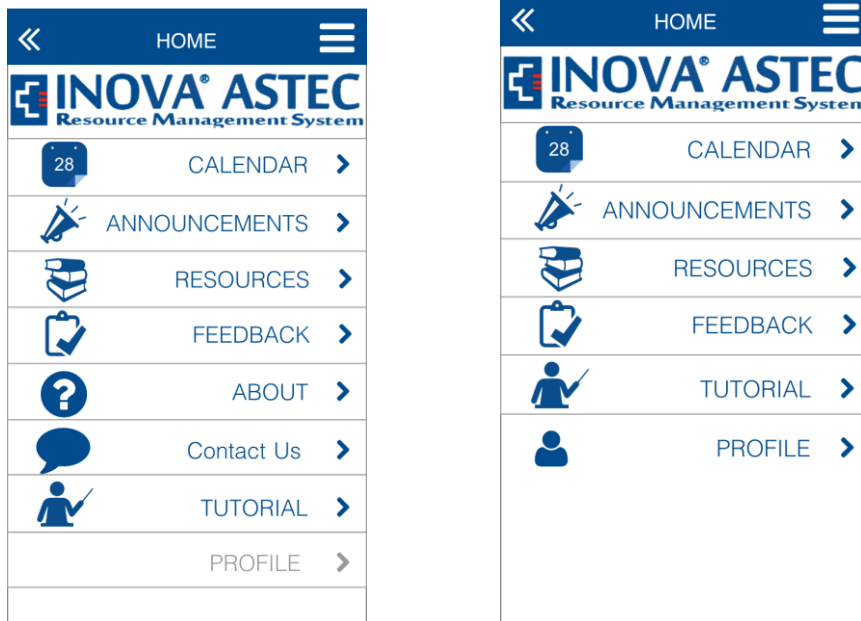 HOME
INOVA® ASTEC
Resource Management System
28
CALENDAR
ANNOUNCEMENTS
RESOURCES
FEEDBACK
?
ABOUT
Contact Us
TUTORIAL
PROFILE
HOME
INOVA® ASTEC
Resource Management System
28
CALENDAR
ANNOUNCEMENTS
RESOURCES
FEEDBACK
TUTORIAL
PROFILE